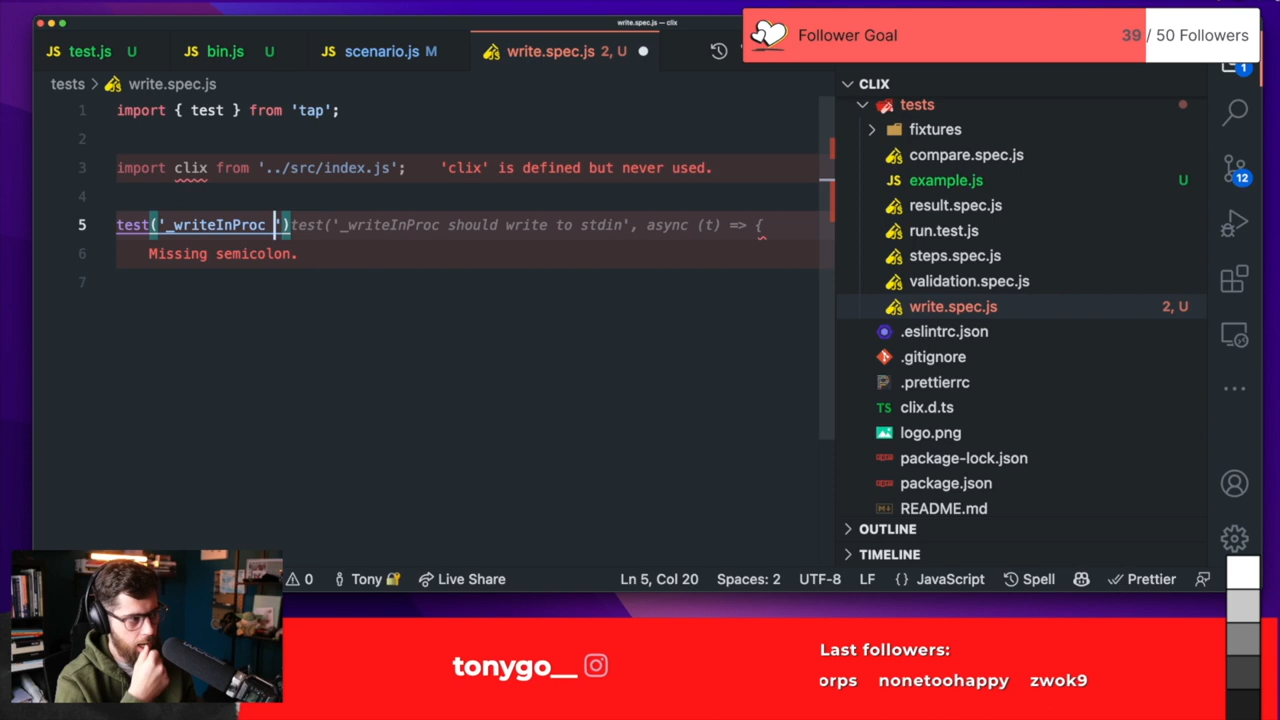 write.spec.js — clix
Follower Goal
39 / 50 Followers
JS test.js U
JS bin.js U
JS scenario.js M
write.spec.js 2, U
tests > write.spec.js
1 import { test } from 'tap';
2
3 import clix from '../src/index.js'; 'clix' is defined but never used.
4
5 test('_writeInProc ')test('_writeInProc should write to stdin', async (t) => {
6 Missing semicolon.
7
CLIX
1
tests
fixtures
compare.spec.js
JS example.js U
12
result.spec.js
run.test.js
steps.spec.js
validation.spec.js
write.spec.js 2, U
.eslintrc.json
.gitignore
.prettierrc
TS clix.d.ts
logo.png
package-lock.json
package.json
README.md
OUTLINE
TIMELINE
0 Tony Live Share Ln 5, Col 20 Spaces: 2 UTF-8 LF {} JavaScript Spell Prettier
tonygo__
Last followers:
orps nonetoohappy zwok9